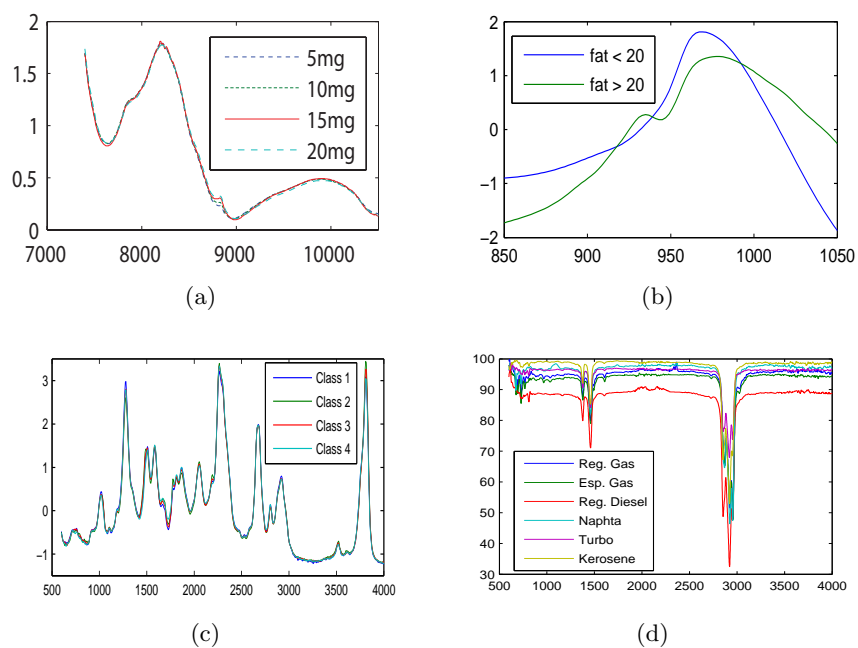 2
1.5
1
0.5
0
7000 8000 9000 10000
5mg
10mg
15mg
20mg
(a)
2
1
0
−1
−2
850 900 950 1000 1050
fat < 20
fat > 20
(b)
3
2
1
0
−1
500 1000 1500 2000 2500 3000 3500 4000
Class 1
Class 2
Class 3
Class 4
(c)
100
90
80
70
60
50
40
30
500 1000 1500 2000 2500 3000 3500 4000
Reg. Gas
Esp. Gas
Reg. Diesel
Naphta
Turbo
Kerosene
(d)